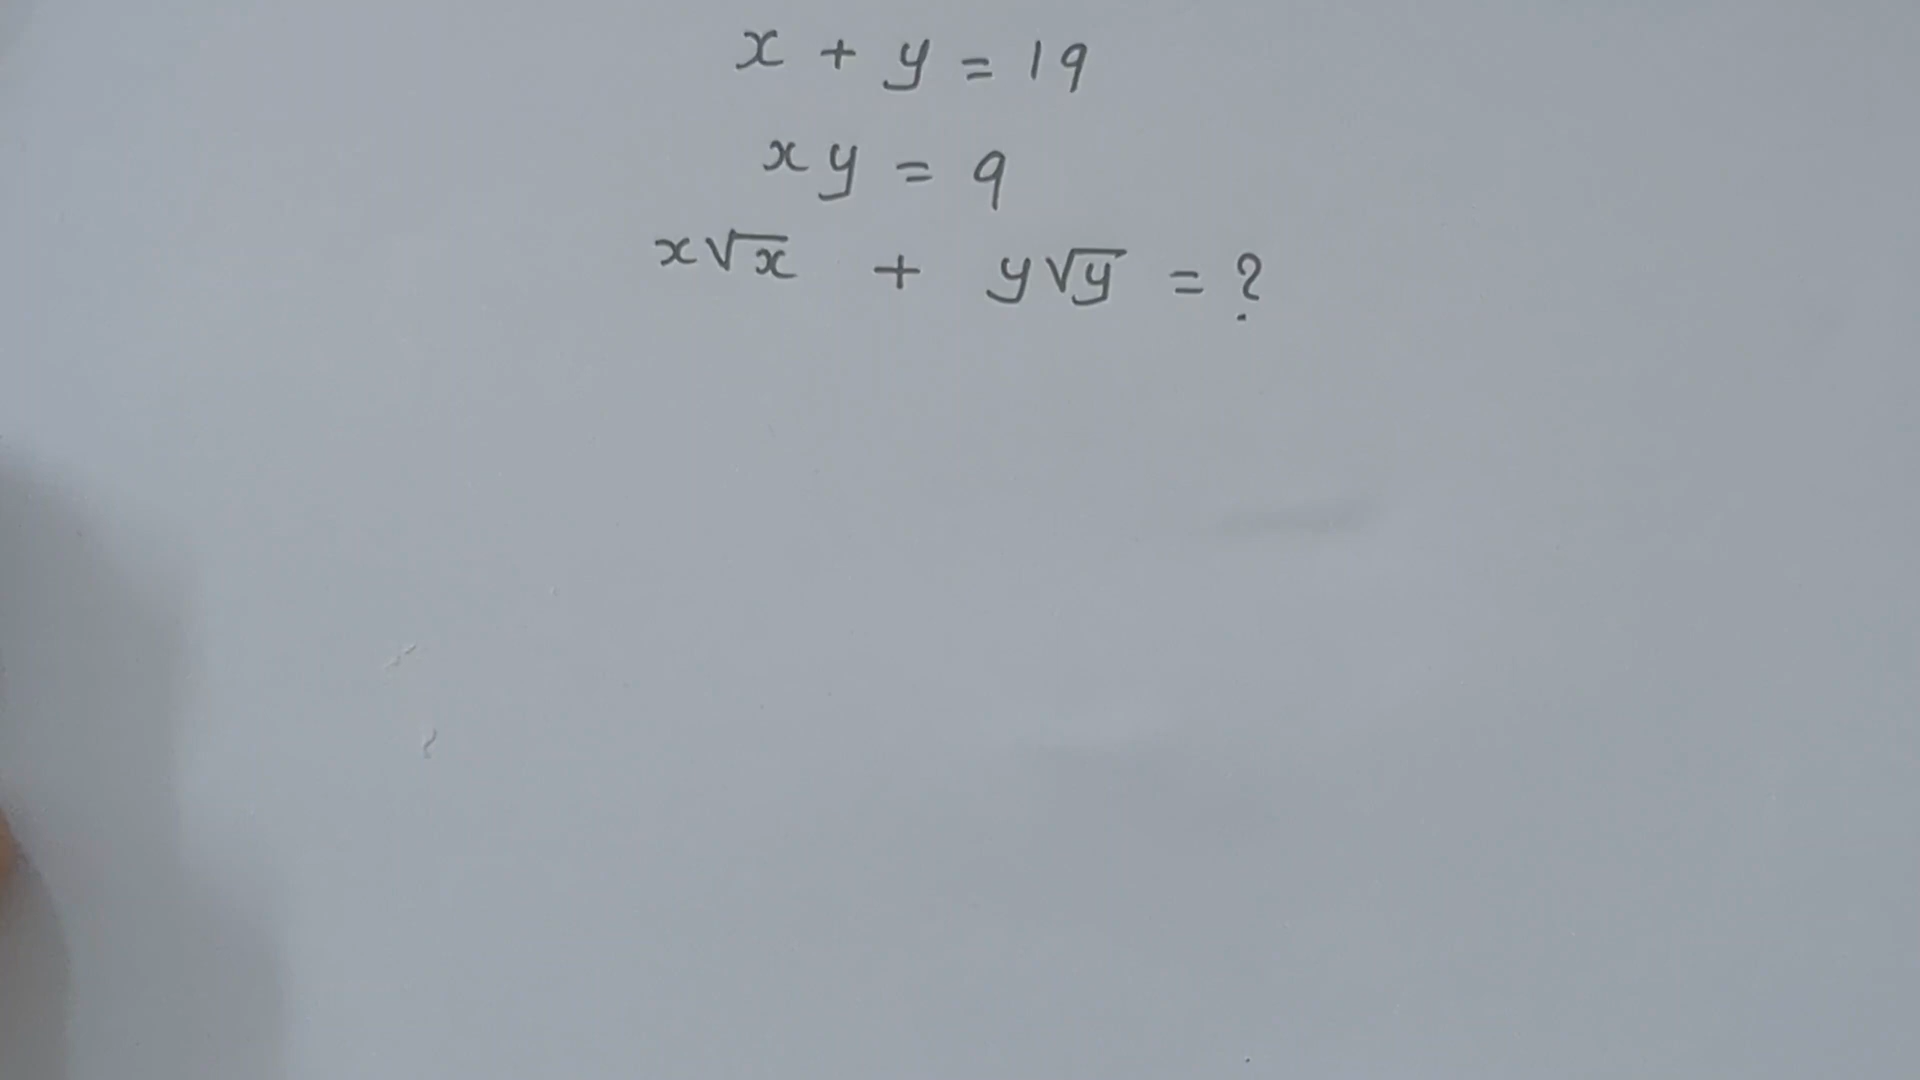 x + y = 19
xy = 9
x√x + y√y = ?